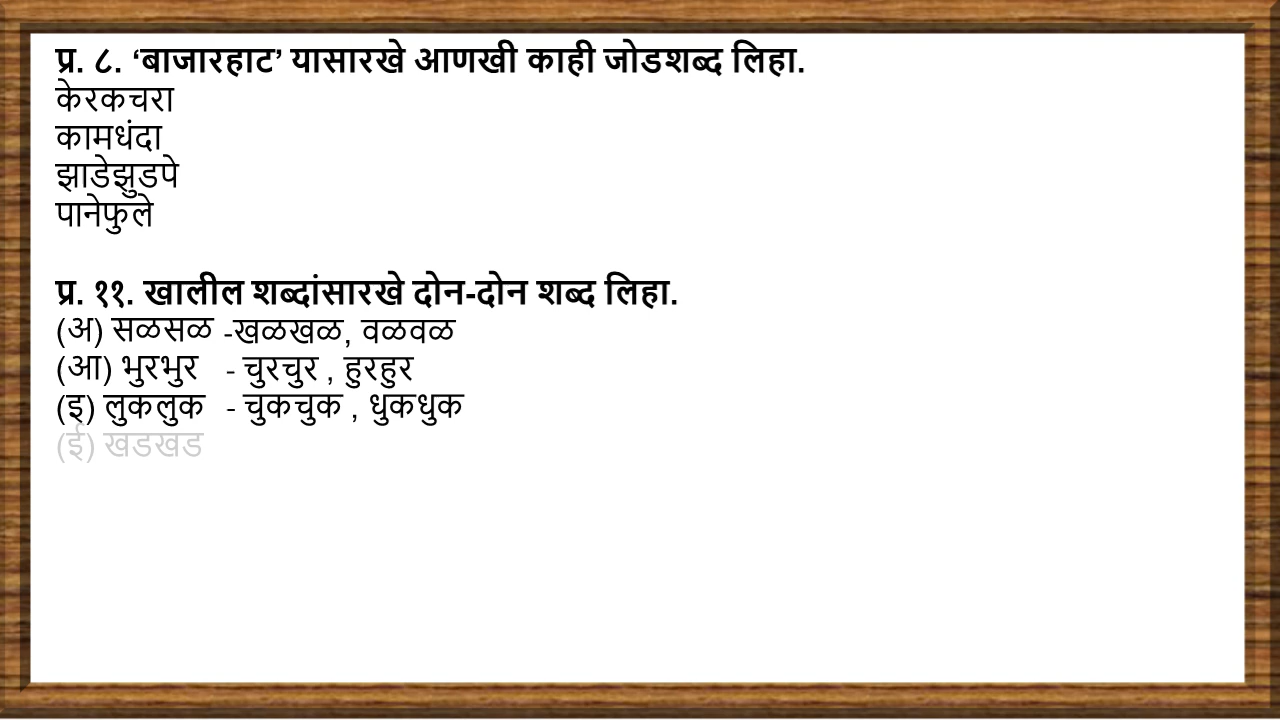 प्र. ८. ‘बाजारहाट’ यासारखे आणखी काही जोडशब्द लिहा.
केरकचरा
कामधंदा
झाडेझुडपे
पानेफुले
प्र. ११. खालील शब्दांसारखे दोन-दोन शब्द लिहा.
(अ) सळसळ -खळखळ, वळवळ
(आ) भुरभुर - चुरचुर , हुरहुर
(इ) लुकलुक - चुकचुक , धुकधुक
(ई) खडखड